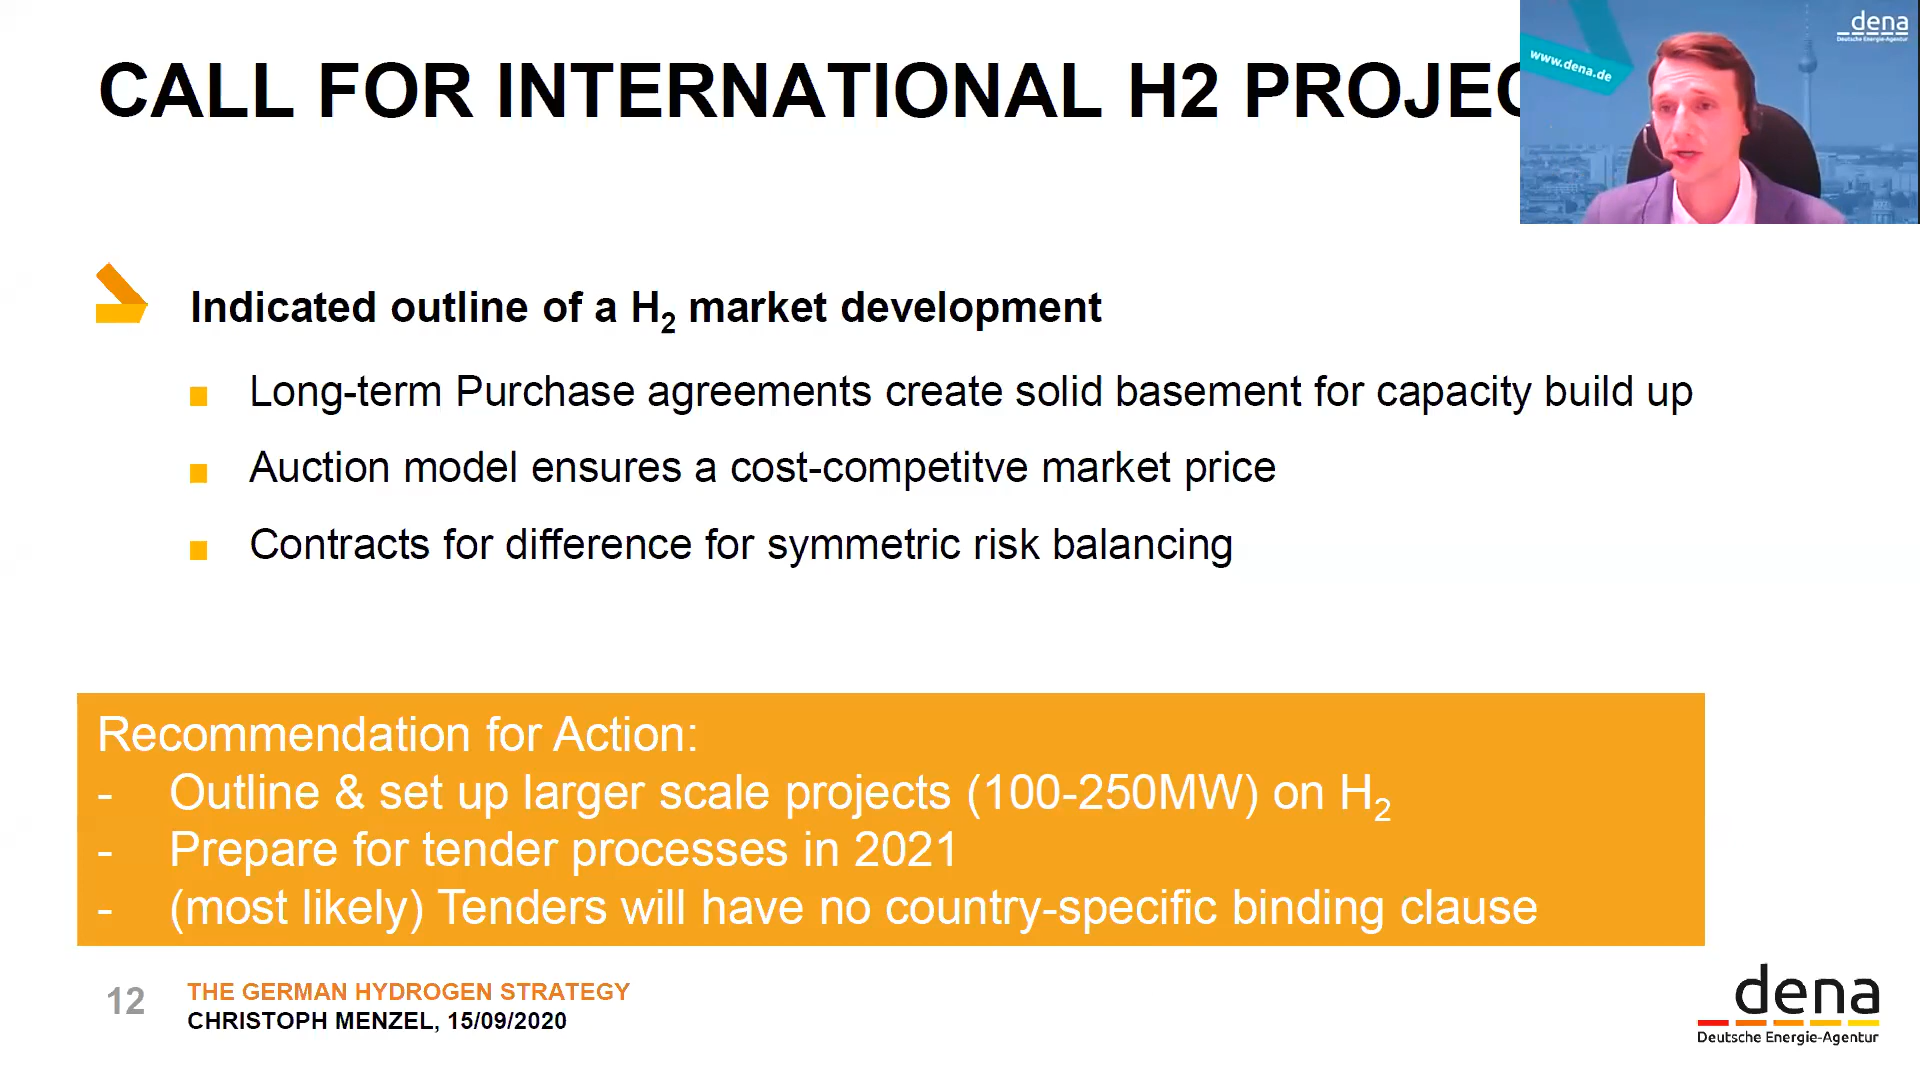 CALL FOR INTERNATIONAL H2 PROJEC
www.dena.de
dena
Deutsche Energie-Agentur
Indicated outline of a H2 market development
Long-term Purchase agreements create solid basement for capacity build up
Auction model ensures a cost-competitve market price
Contracts for difference for symmetric risk balancing
Recommendation for Action:
- Outline & set up larger scale projects (100-250MW) on H2
- Prepare for tender processes in 2021
- (most likely) Tenders will have no country-specific binding clause
12
THE GERMAN HYDROGEN STRATEGY
CHRISTOPH MENZEL, 15/09/2020
dena
Deutsche Energie-Agentur